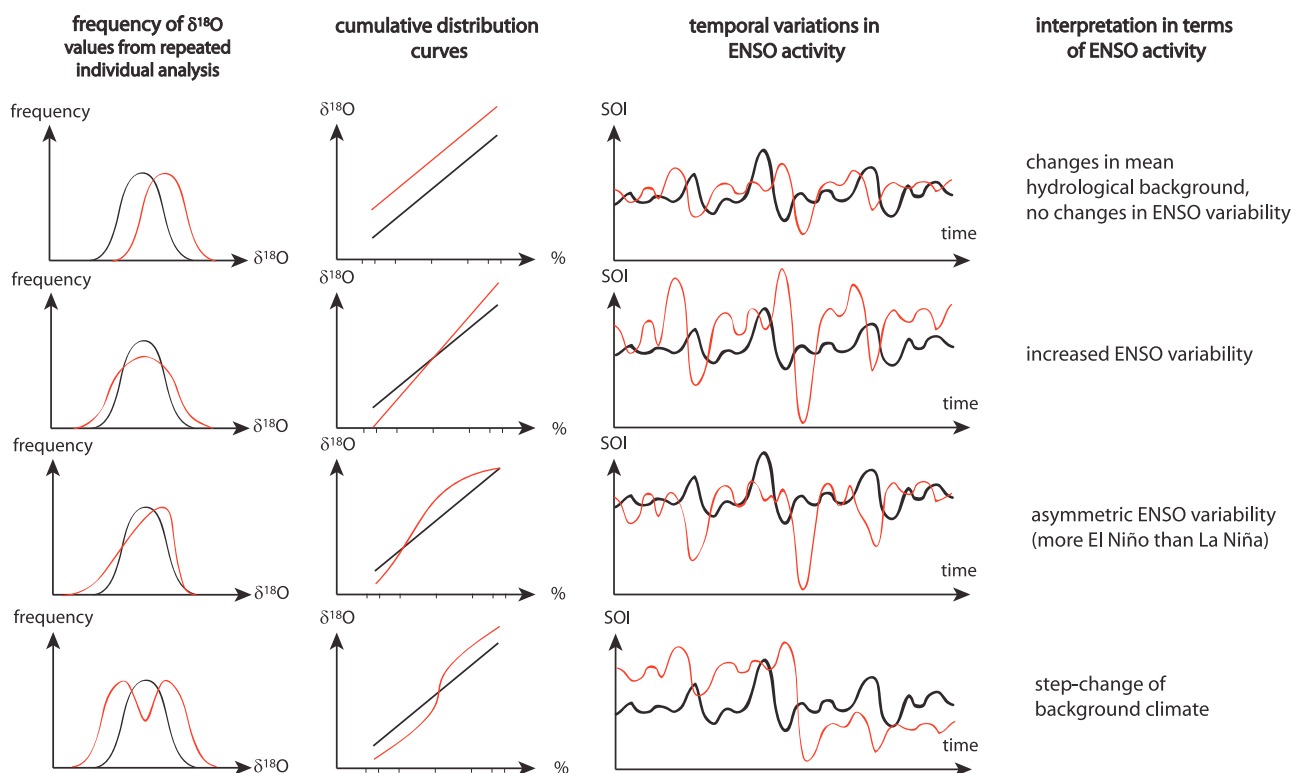 frequency of δ¹⁸O
values from repeated
individual analysis
cumulative distribution
curves
temporal variations in
ENSO activity
interpretation in terms
of ENSO activity
frequency
δ¹⁸O
δ¹⁸O
%
SOI
time
changes in mean
hydrological background,
no changes in ENSO variability
frequency
δ¹⁸O
δ¹⁸O
%
SOI
time
increased ENSO variability
frequency
δ¹⁸O
δ¹⁸O
%
SOI
time
asymmetric ENSO variability
(more El Niño than La Niña)
frequency
δ¹⁸O
δ¹⁸O
%
SOI
time
step-change of
background climate